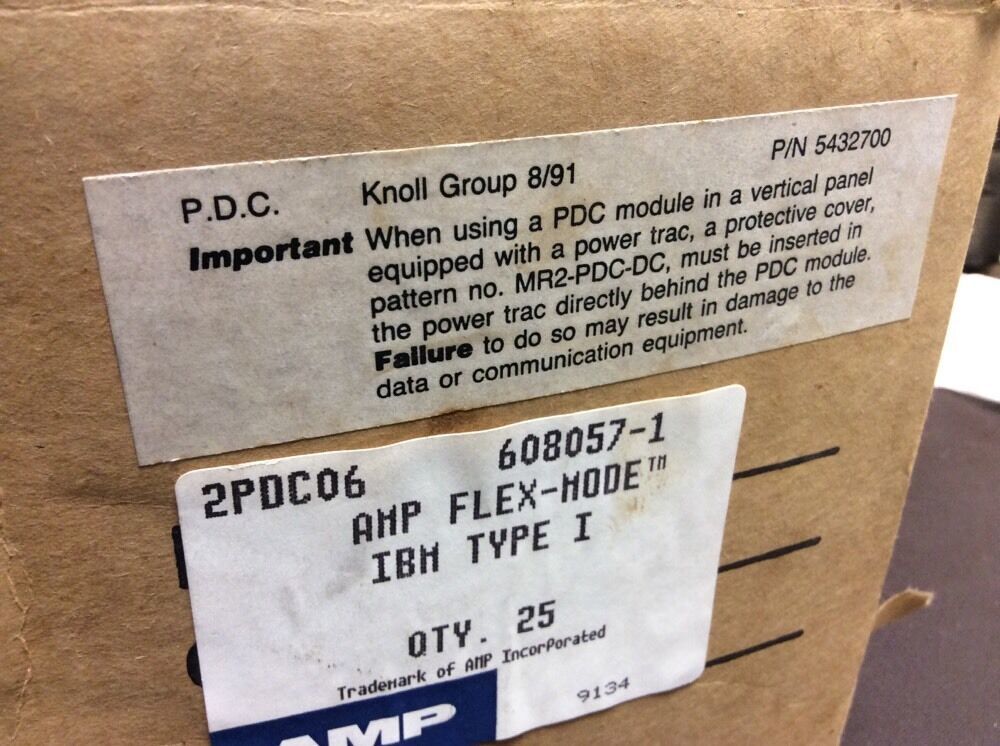 P.D.C. Knoll Group 8/91 P/N 5432700
Important When using a PDC module in a vertical panel
equipped with a power trac, a protective cover,
pattern no. MR2-PDC-DC, must be inserted in
the power trac directly behind the PDC module.
Failure to do so may result in damage to the
data or communication equipment.
2PDC06 608057-1
AMP FLEX-MODE™
IBM TYPE I
QTY. 25
Trademark of AMP Incorporated
9134
AMP